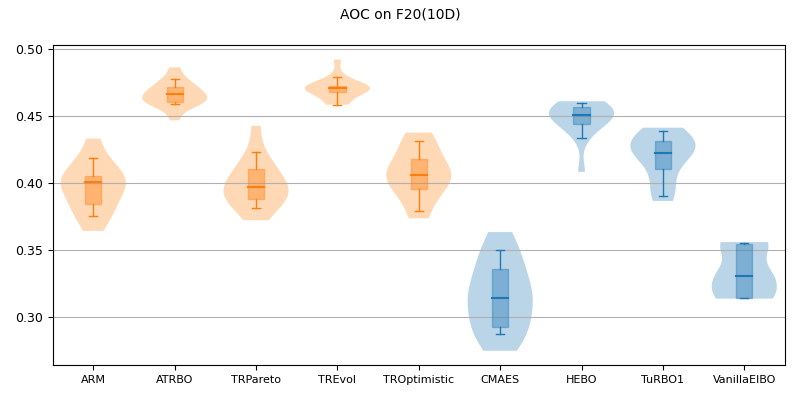 AOC on F20(10D)
0.50
0.45
0.40
0.35
0.30
ARM ATRBO TRPareto TREvol TROptimistic CMAES HEBO TuRBO1 VanillaEIBO